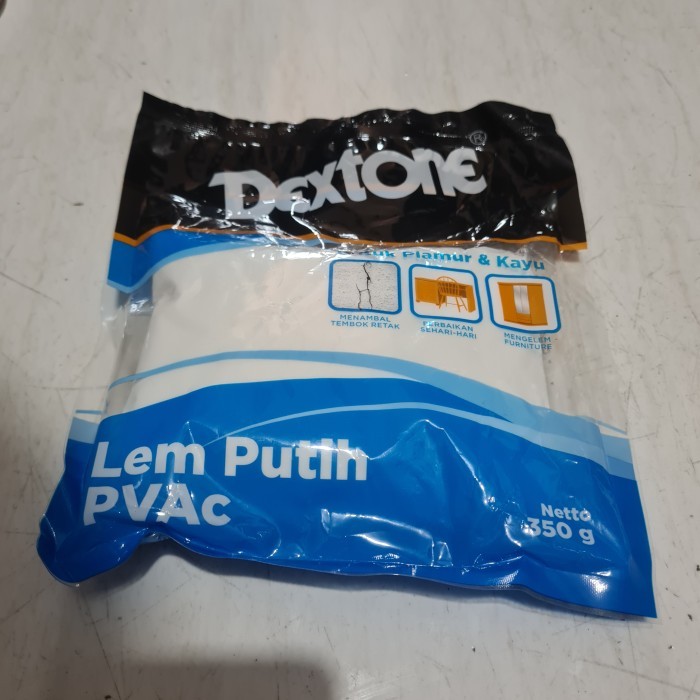 Dextone®
Plamur & Kayu
MENAMBAL
TEMBOK RETAK
PERBAIKAN
SEHARI-HARI
MENGELEM
FURNITURE
Lem Putih
PVAc
Netto
350 g